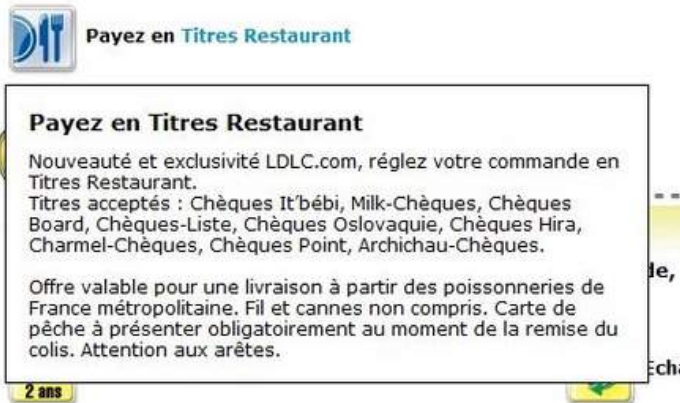 Payez en Titres Restaurant
Payez en Titres Restaurant
Nouveauté et exclusivité LDLC.com, réglez votre commande en
Titres Restaurant.
Titres acceptés : Chèques It'bébi, Milk-Chèques, Chèques
Board, Chèques-Liste, Chèques Oslovaquie, Chèques Hira,
Charmel-Chèques, Chèques Point, Archichau-Chèques.
Offre valable pour une livraison à partir des poissonneries de
France métropolitaine. Fil et cannes non compris. Carte de
pêche à présenter obligatoirement au moment de la remise du
colis. Attention aux arêtes.
2 ans